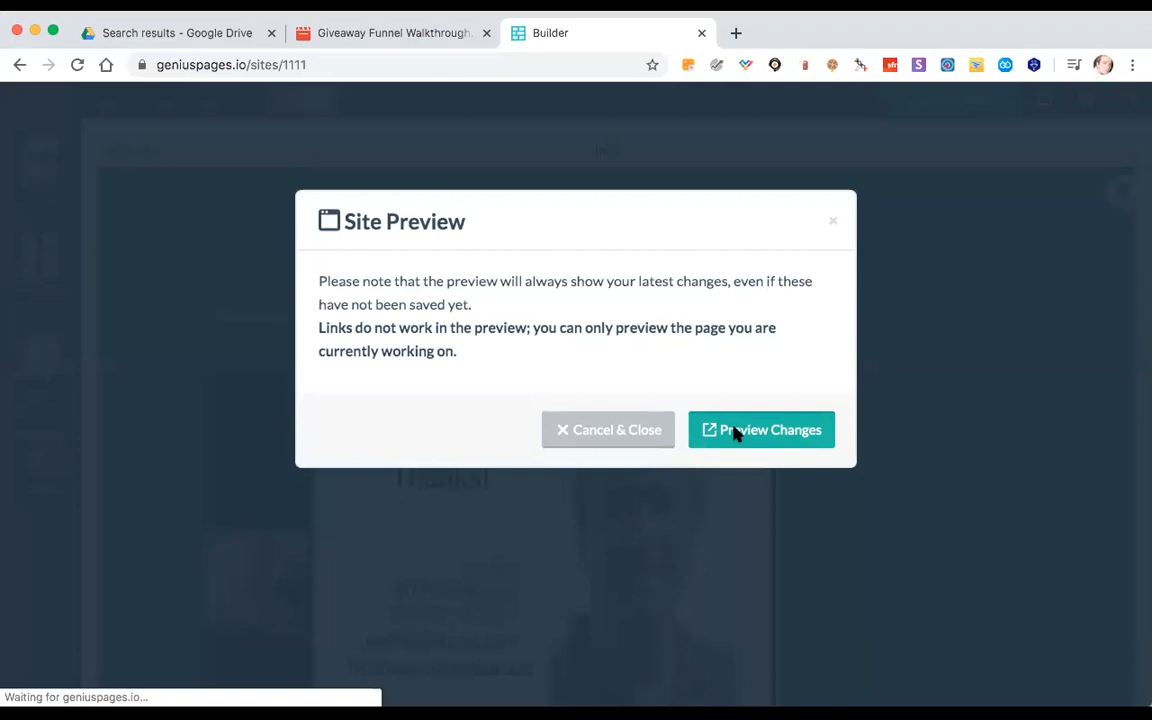 Search results - Google Drive
Giveaway Funnel Walkthrough.
Builder
geniuspages.io/sites/1111
sfr
S
Site Preview
Please note that the preview will always show your latest changes, even if these
have not been saved yet.
Links do not work in the preview; you can only preview the page you are
currently working on.
Cancel & Close
Preview Changes
Waiting for geniuspages.io...